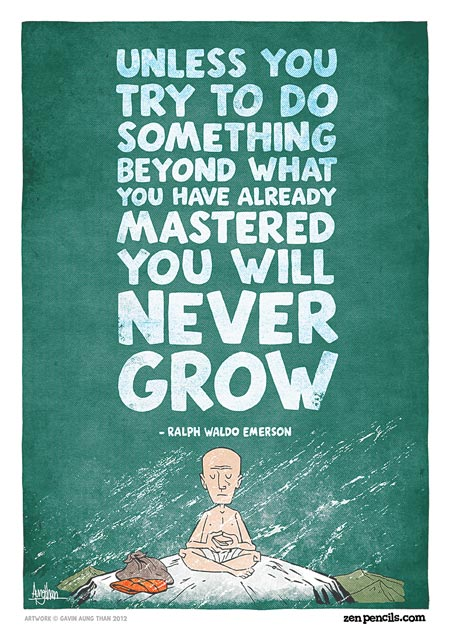 UNLESS YOU
TRY TO DO
SOMETHING
BEYOND WHAT
YOU HAVE ALREADY
MASTERED
YOU WILL
NEVER
GROW
- RALPH WALDO EMERSON
AungThan
ARTWORK © GAVIN AUNG THAN 2012
zenpencils.com